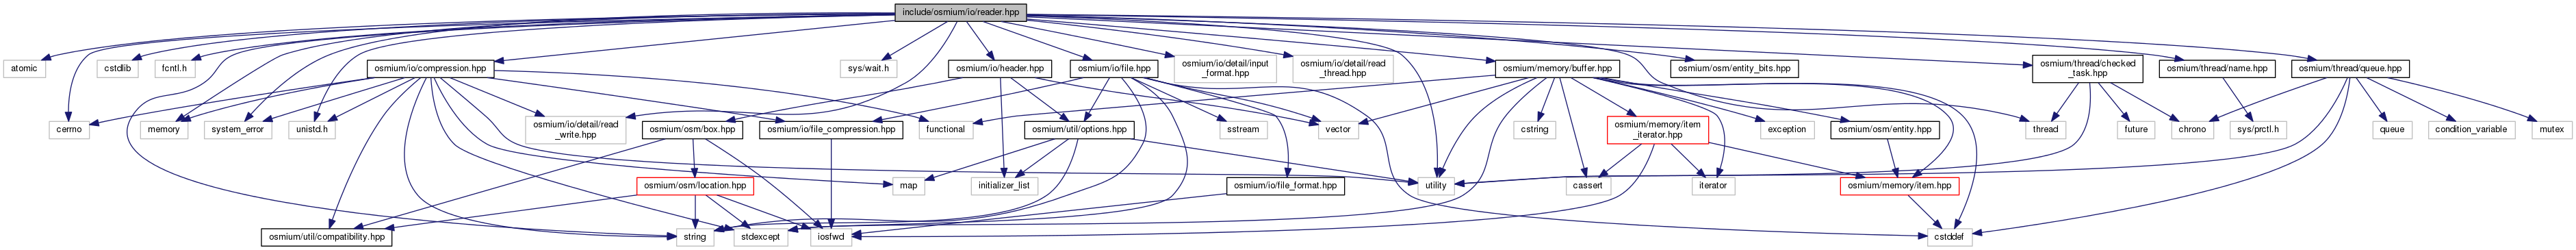 include/osmium/io/reader.hpp
atomic
cstdlib
fcntl.h
osmium/io/compression.hpp
sys/wait.h
osmium/io/header.hpp
osmium/io/file.hpp
osmium/io/detail/input
_format.hpp
osmium/io/detail/read
_thread.hpp
osmium/memory/buffer.hpp
osmium/osm/entity_bits.hpp
osmium/thread/checked
_task.hpp
osmium/thread/name.hpp
osmium/thread/queue.hpp
cerrno
memory
system_error
unistd.h
osmium/io/detail/read
_write.hpp
osmium/osm/box.hpp
osmium/io/file_compression.hpp
functional
osmium/util/options.hpp
sstream
vector
cstring
osmium/memory/item
_iterator.hpp
exception
osmium/osm/entity.hpp
thread
future
chrono
sys/prctl.h
queue
condition_variable
mutex
osmium/osm/location.hpp
map
initializer_list
osmium/io/file_format.hpp
utility
cassert
iterator
osmium/memory/item.hpp
osmium/util/compatibility.hpp
string
stdexcept
iosfwd
cstddef